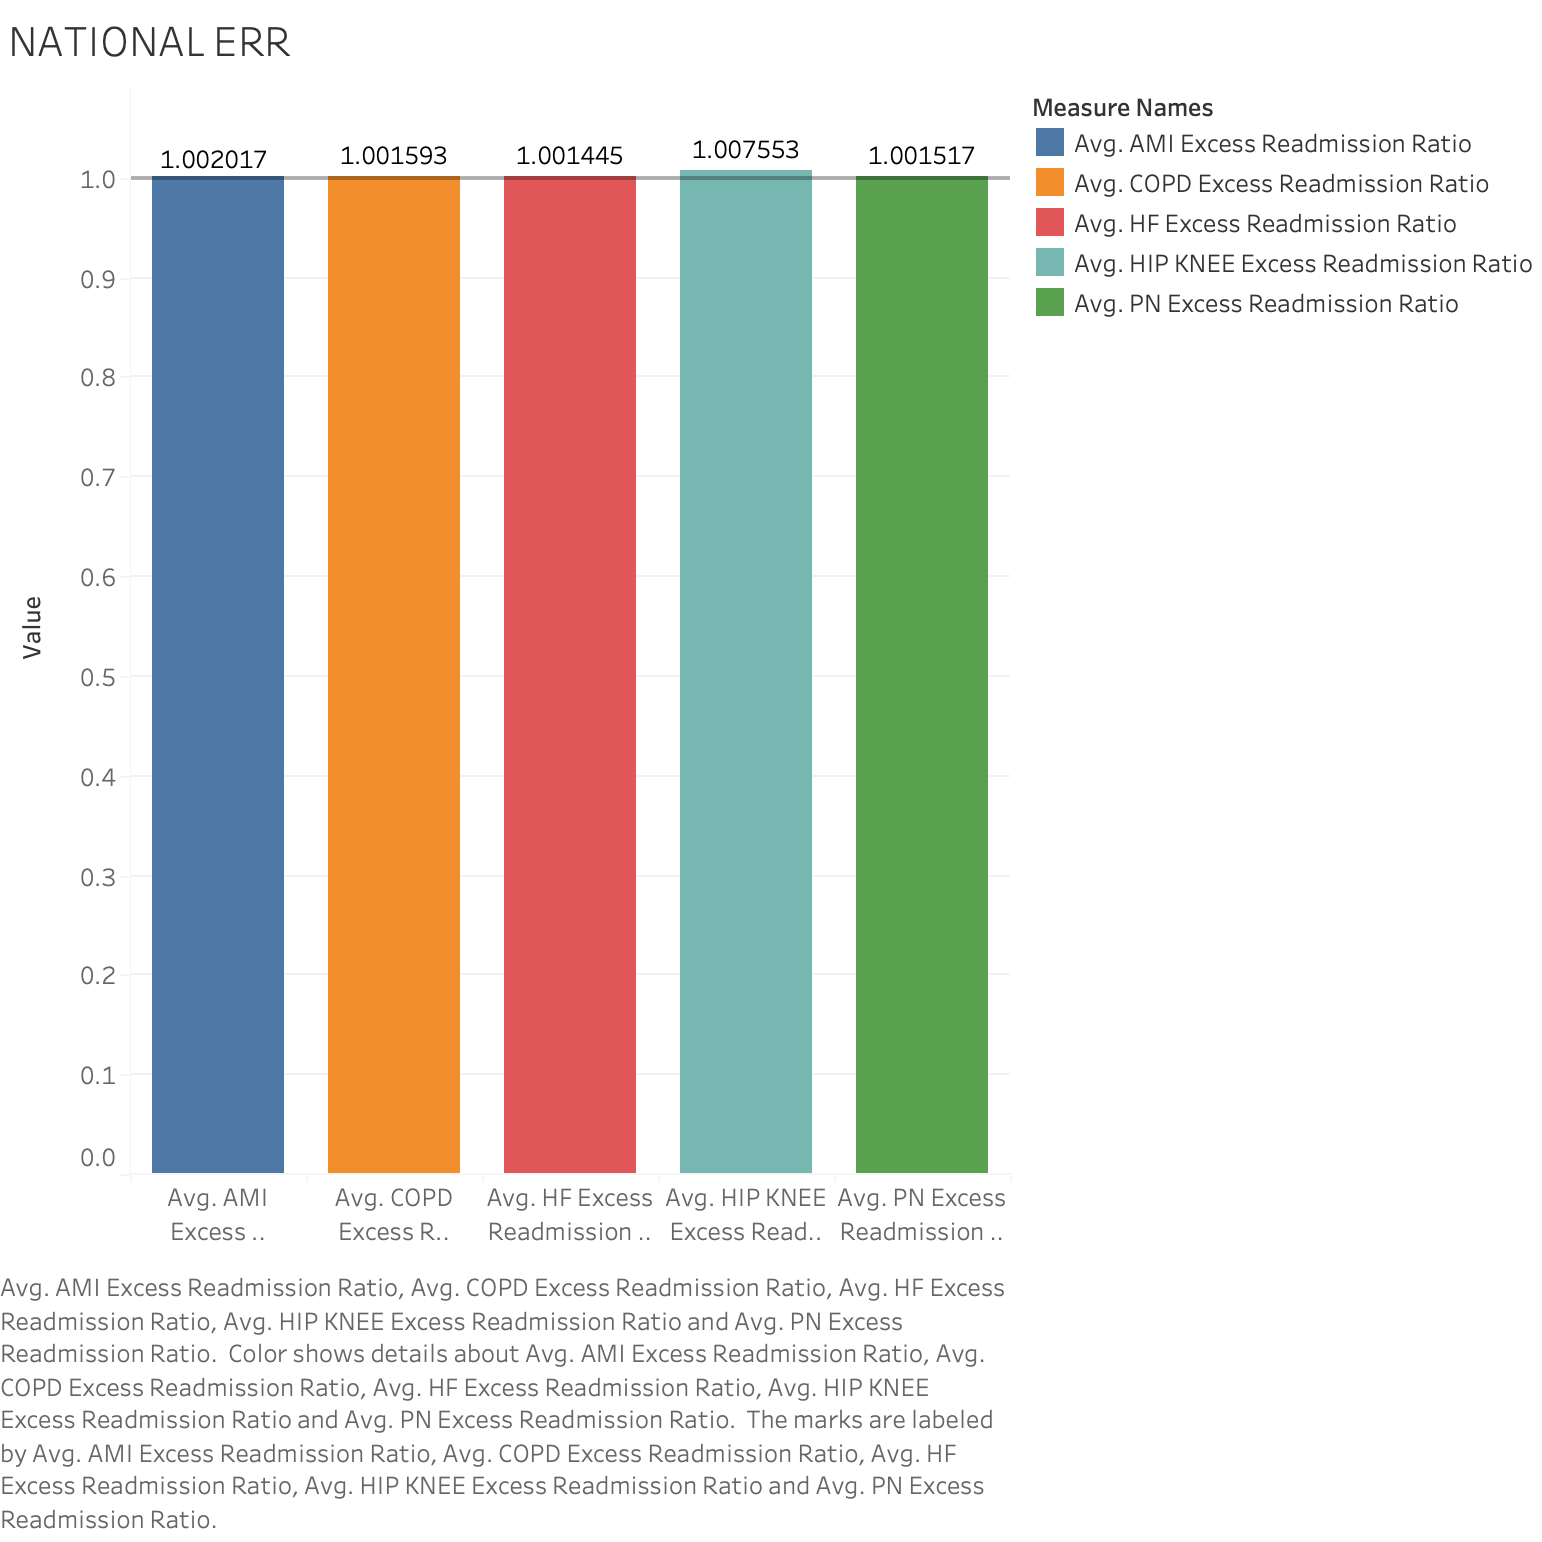 NATIONAL ERR
Measure Names
Avg. AMI Excess Readmission Ratio
Avg. COPD Excess Readmission Ratio
Avg. HF Excess Readmission Ratio
Avg. HIP KNEE Excess Readmission Ratio
Avg. PN Excess Readmission Ratio
1.002017
1.001593
1.001445
1.007553
1.001517
1.0
0.9
0.8
0.7
0.6
0.5
0.4
0.3
0.2
0.1
0.0
Value
Avg. AMI
Excess ..
Avg. COPD
Excess R..
Avg. HF Excess
Readmission ..
Avg. HIP KNEE
Excess Read..
Avg. PN Excess
Readmission ..
Avg. AMI Excess Readmission Ratio, Avg. COPD Excess Readmission Ratio, Avg. HF Excess
Readmission Ratio, Avg. HIP KNEE Excess Readmission Ratio and Avg. PN Excess
Readmission Ratio.  Color shows details about Avg. AMI Excess Readmission Ratio, Avg.
COPD Excess Readmission Ratio, Avg. HF Excess Readmission Ratio, Avg. HIP KNEE
Excess Readmission Ratio and Avg. PN Excess Readmission Ratio.  The marks are labeled
by Avg. AMI Excess Readmission Ratio, Avg. COPD Excess Readmission Ratio, Avg. HF
Excess Readmission Ratio, Avg. HIP KNEE Excess Readmission Ratio and Avg. PN Excess
Readmission Ratio.